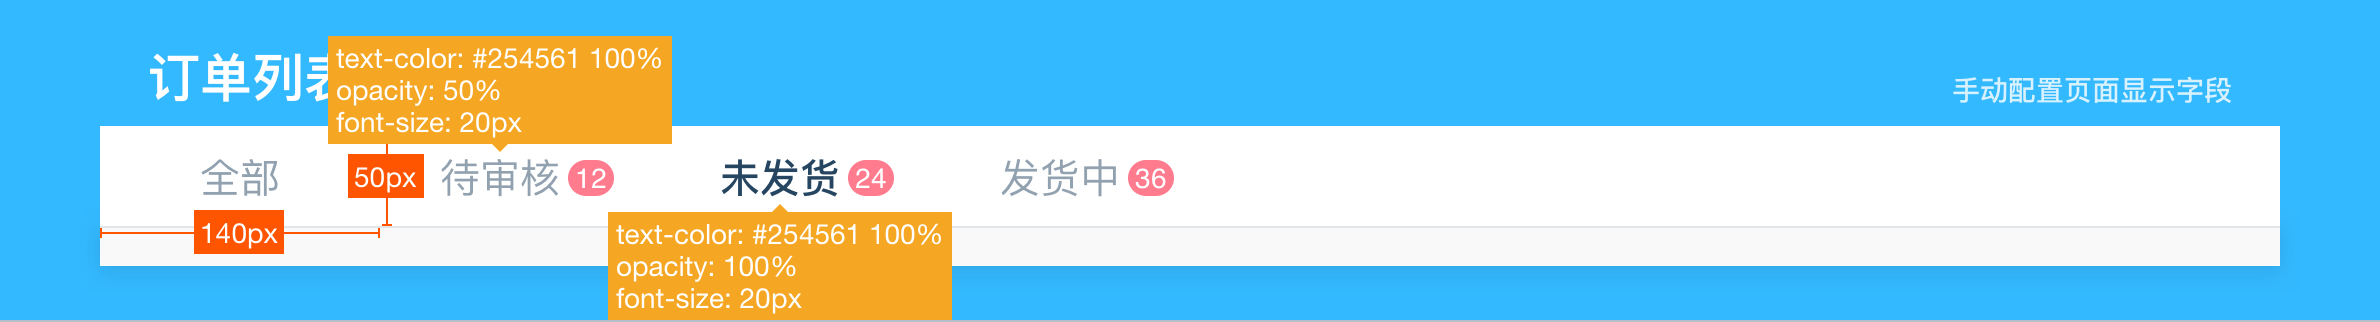 订单列表
text-color: #254561 100%
opacity: 50%
font-size: 20px
手动配置页面显示字段
全部
50px
待审核 12
未发货 24
发货中 36
140px
text-color: #254561 100%
opacity: 100%
font-size: 20px